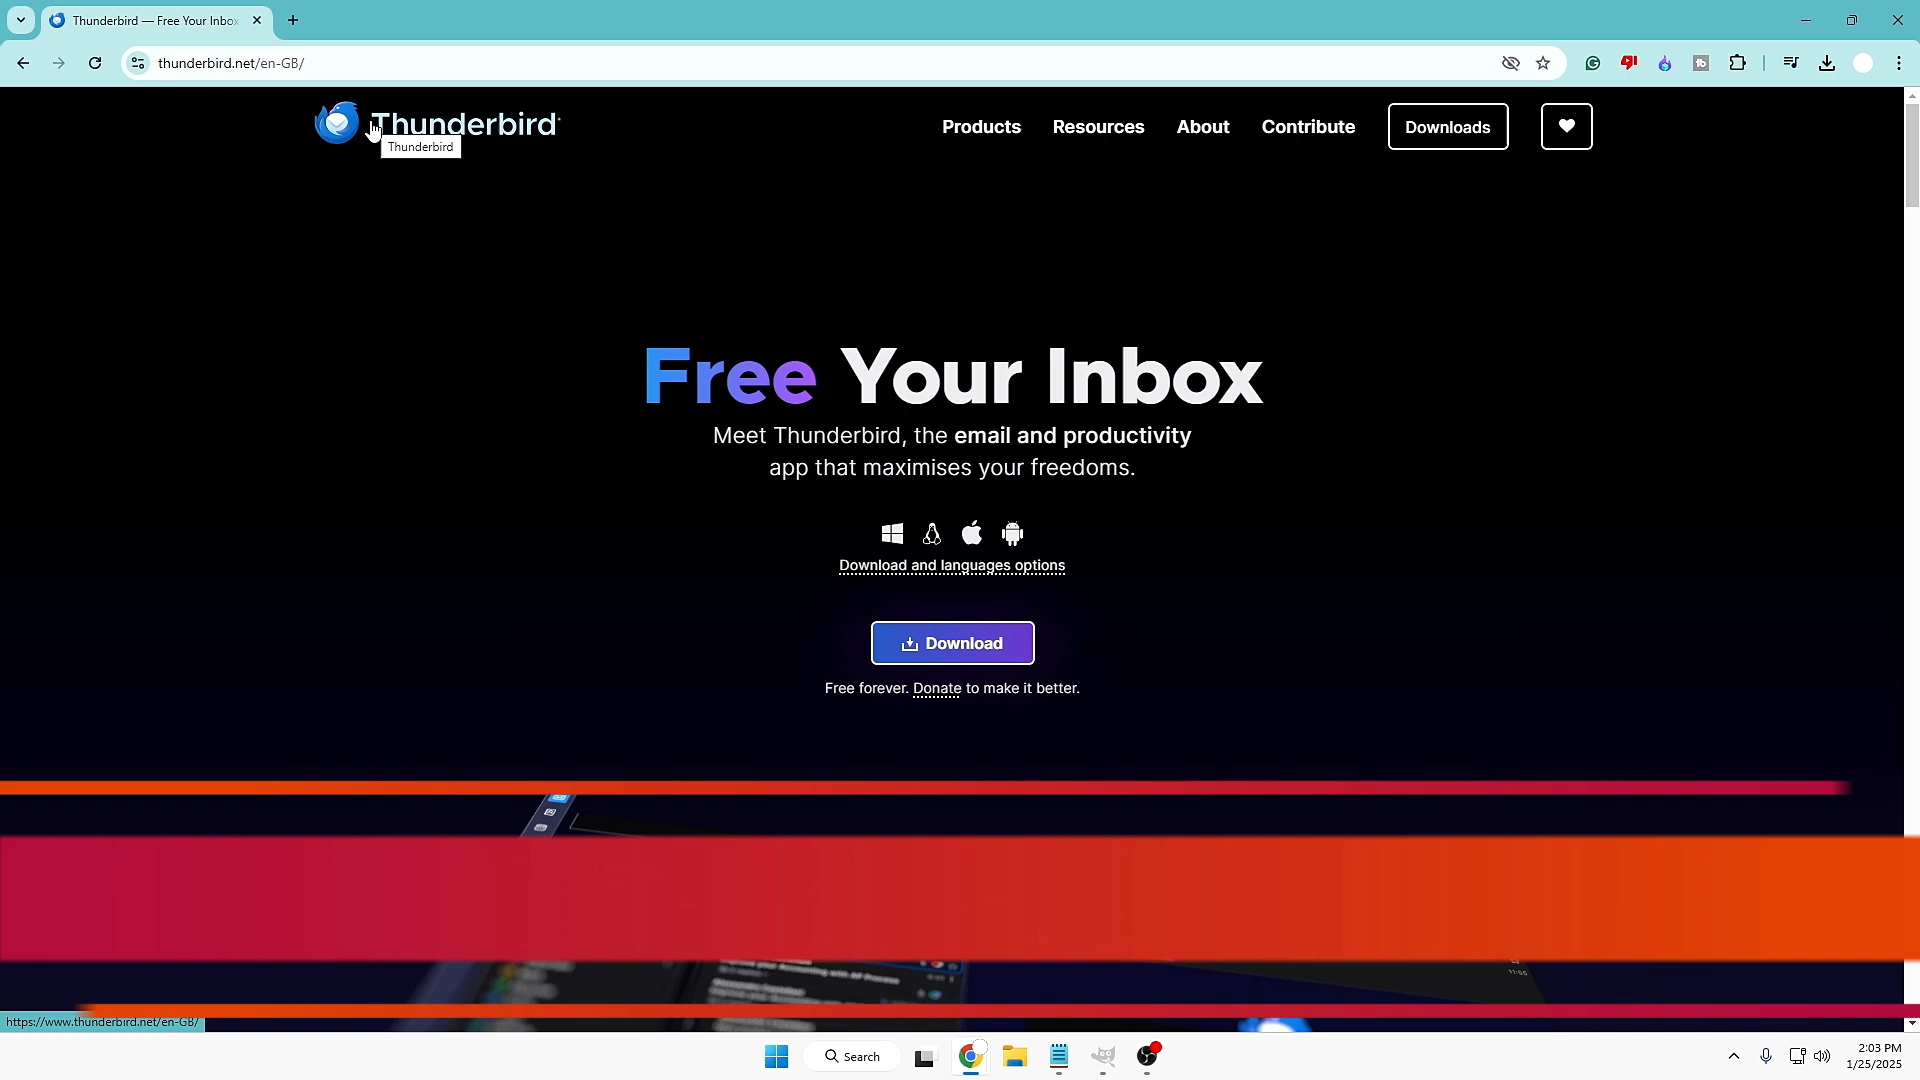 Thunderbird — Free Your Inbox
thunderbird.net/en-GB/
Thunderbird
Thunderbird
Products
Resources
About
Contribute
Downloads
Free Your Inbox
Meet Thunderbird, the email and productivity
app that maximises your freedoms.
Download and languages options
Download
Free forever. Donate to make it better.
11:50
https://www.thunderbird.net/en-GB/
Search
2:03 PM
1/25/2025